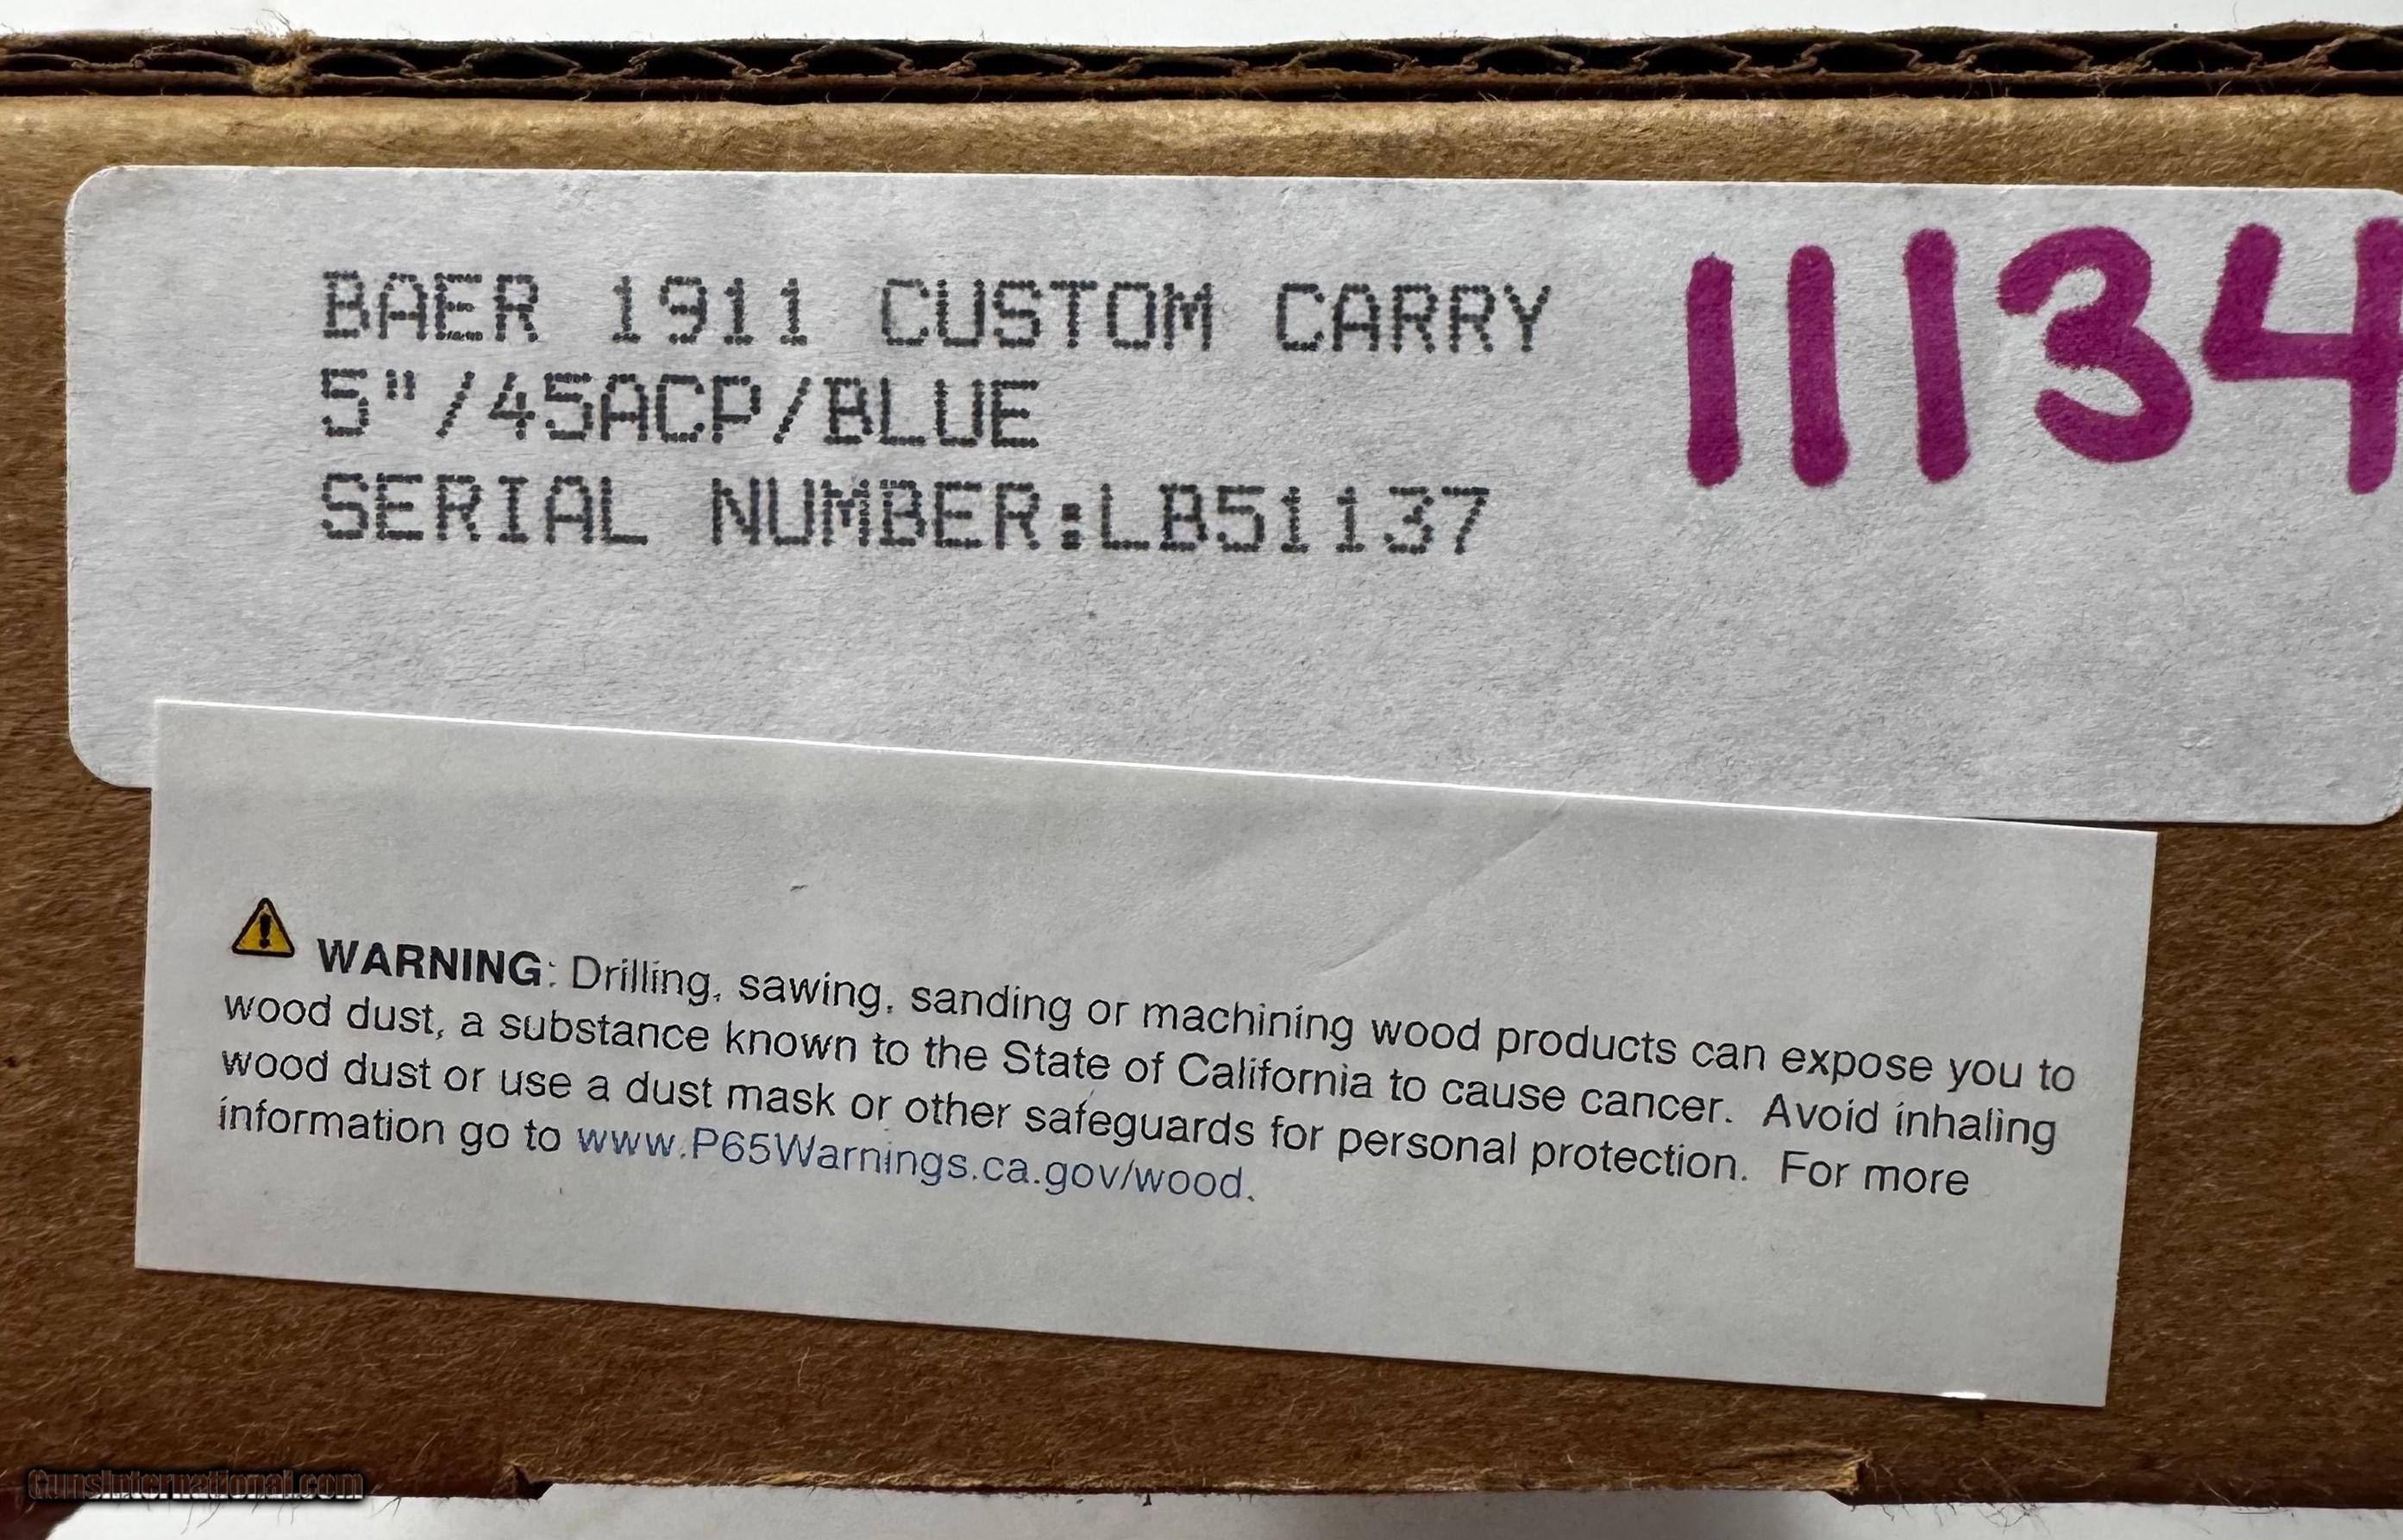 BAER 1911 CUSTOM CARRY
11134
5"/45ACP/BLUE
SERIAL NUMBER:LB51137
WARNING: Drilling, sawing, sanding or machining wood products can expose you to
wood dust, a substance known to the State of California to cause cancer. Avoid inhaling
wood dust or use a dust mask or other safeguards for personal protection. For more
information go to www.P65Warnings.ca.gov/wood.
GunsInternational.com